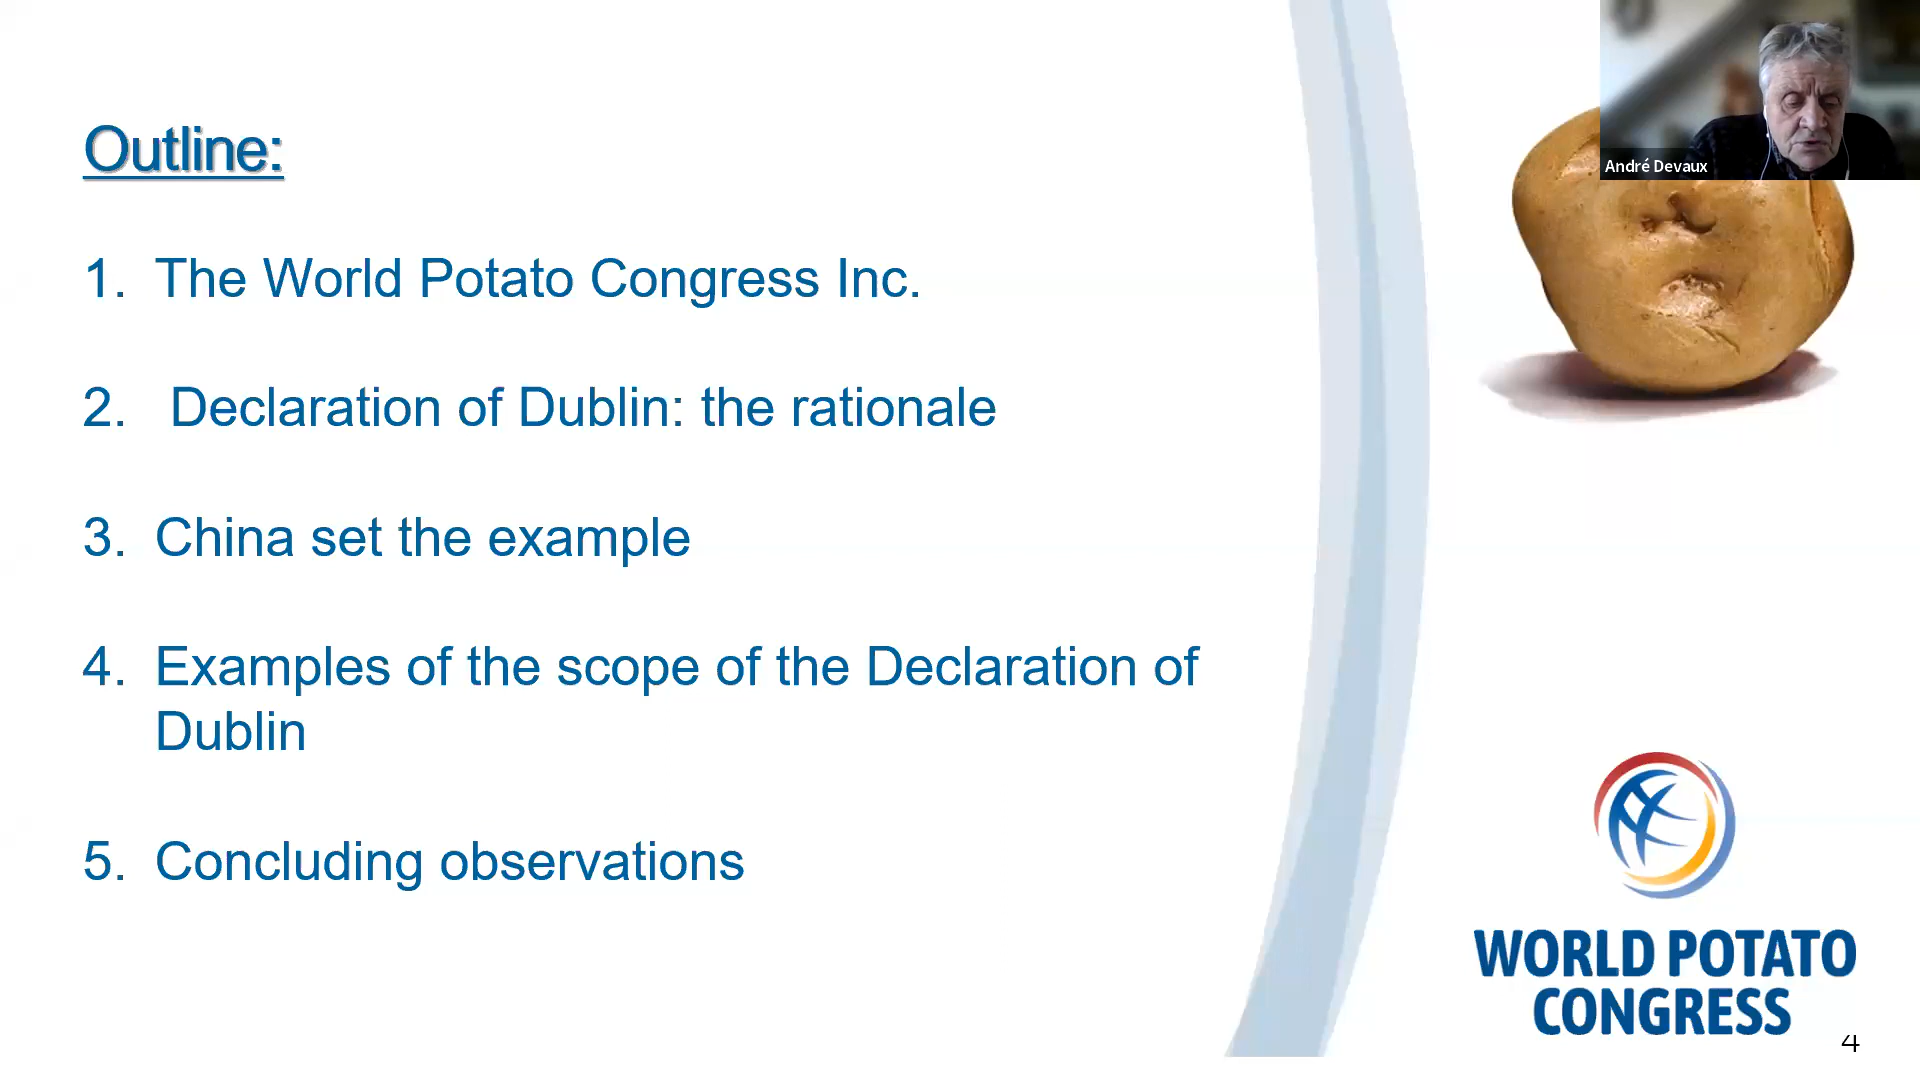 Outline:
1. The World Potato Congress Inc.
2. Declaration of Dublin: the rationale
3. China set the example
4. Examples of the scope of the Declaration of
Dublin
5. Concluding observations
André Devaux
WORLD POTATO
CONGRESS
4